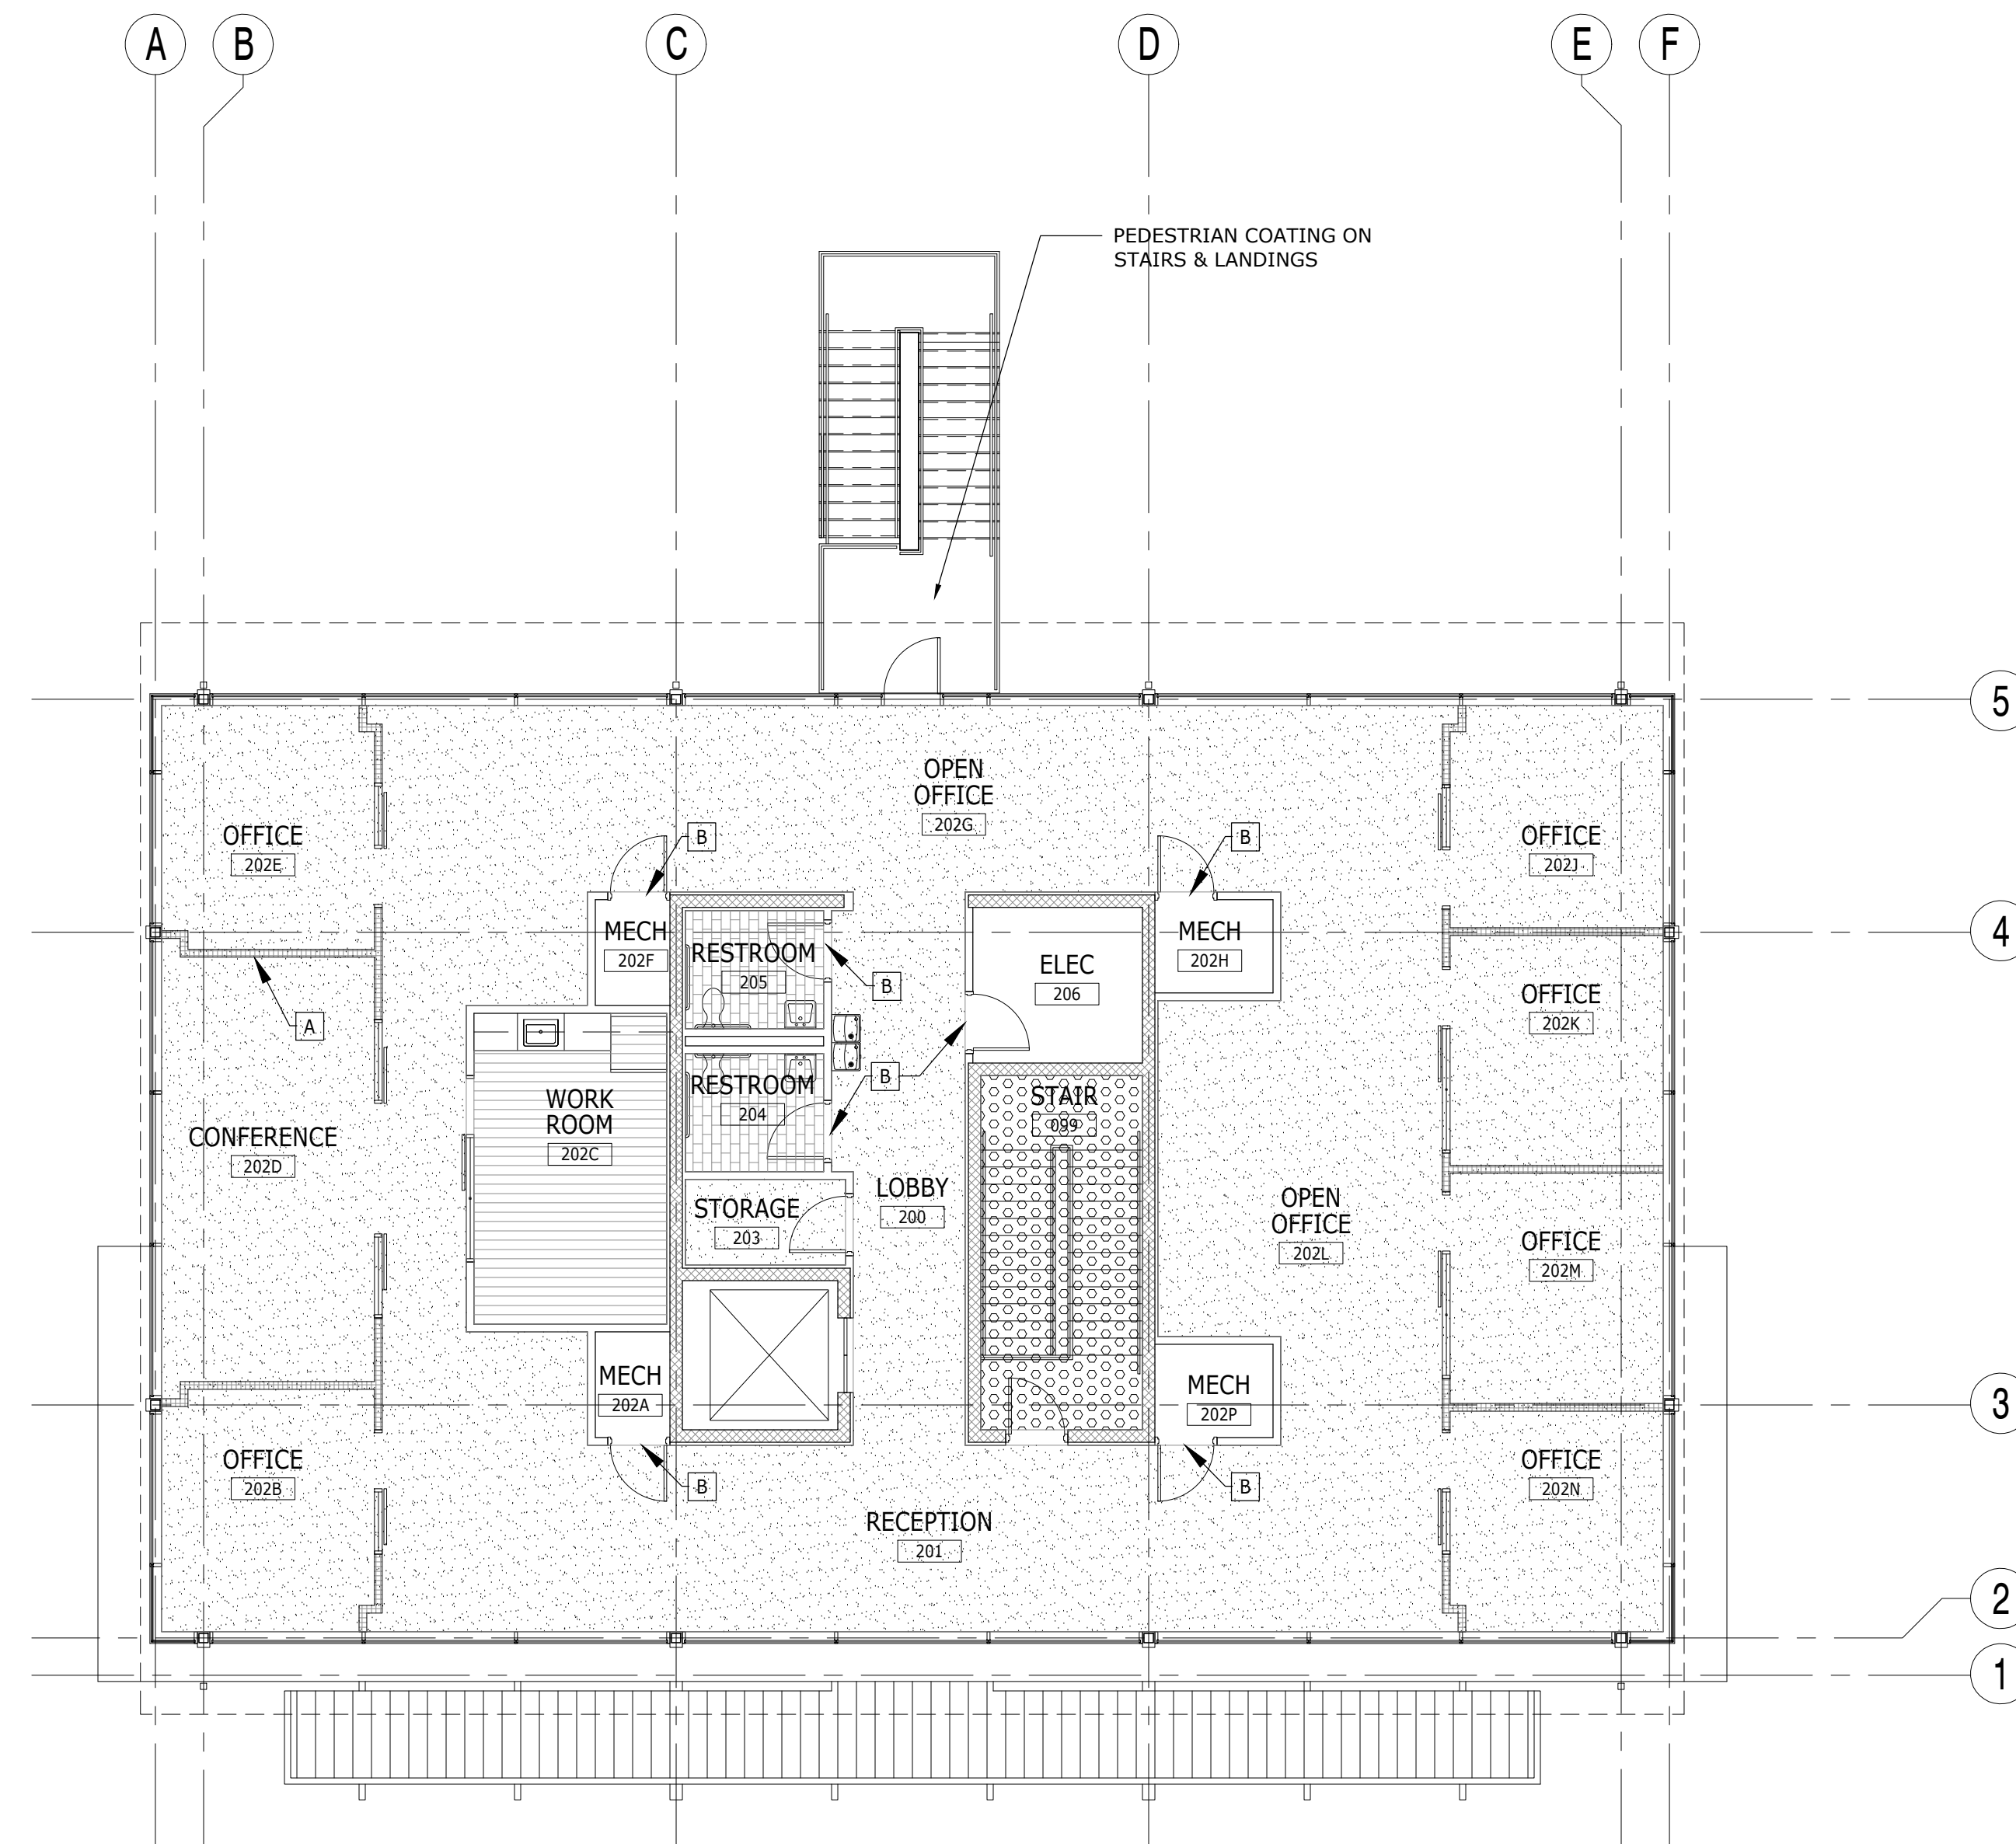 A
B
C
D
E
F
PEDESTRIAN COATING ON
STAIRS & LANDINGS
5
OPEN
OFFICE
202G
OFFICE
202E
B
B
OFFICE
202J
MECH
202F
RESTROOM
205
B
ELEC
206
MECH
202H
4
OFFICE
202K
A
WORK
ROOM
202C
RESTROOM
204
B
STAIR
099
CONFERENCE
202D
STORAGE
203
LOBBY
200
OPEN
OFFICE
202L
OFFICE
202M
MECH
202A
MECH
202P
3
OFFICE
202B
B
B
OFFICE
202N
RECEPTION
201
2
1